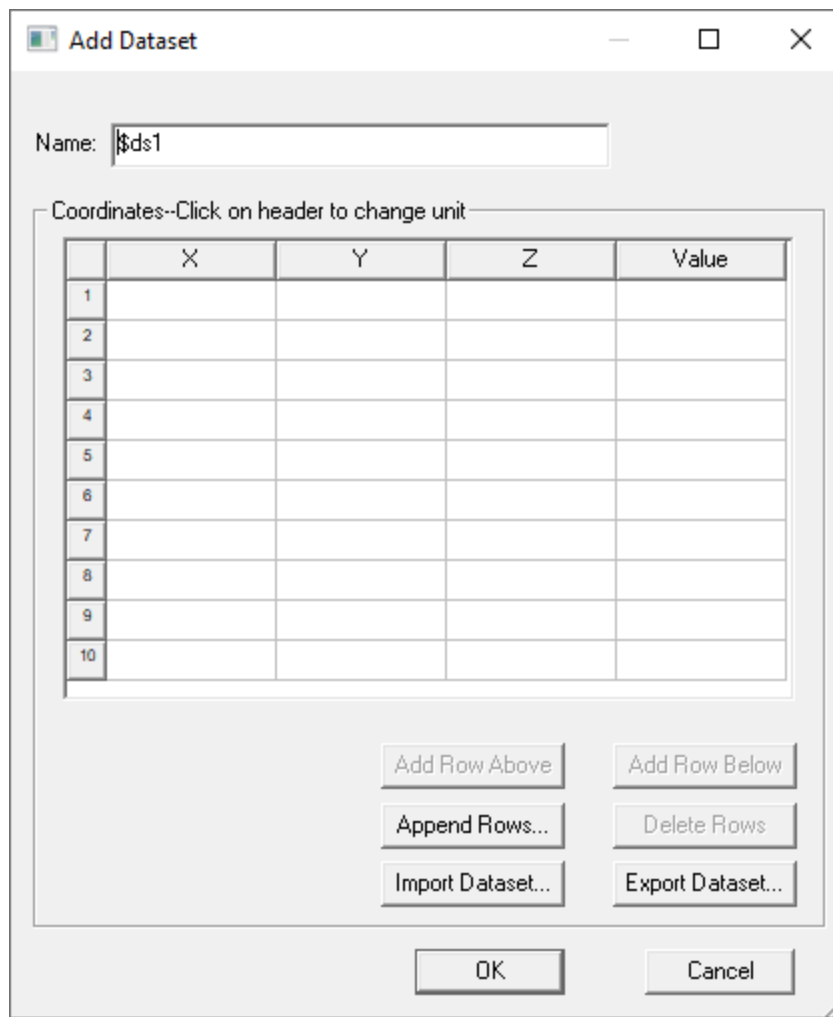 Add Dataset
Name: $ds1
Coordinates--Click on header to change unit
X Y Z Value
1
2
3
4
5
6
7
8
9
10
Add Row Above Add Row Below
Append Rows... Delete Rows
Import Dataset... Export Dataset...
OK Cancel